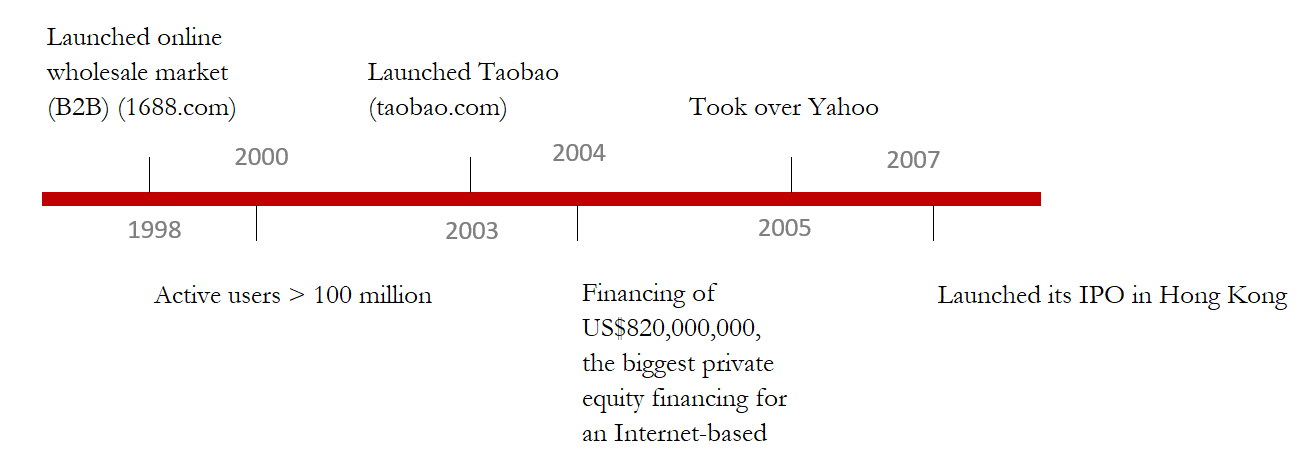 Launched online
wholesale market
(B2B) (1688.com)
Launched Taobao
(taobao.com)
Took over Yahoo
2000
2004
2007
1998
2003
2005
Active users > 100 million
Financing of
US$820,000,000,
the biggest private
equity financing for
an Internet-based
Launched its IPO in Hong Kong